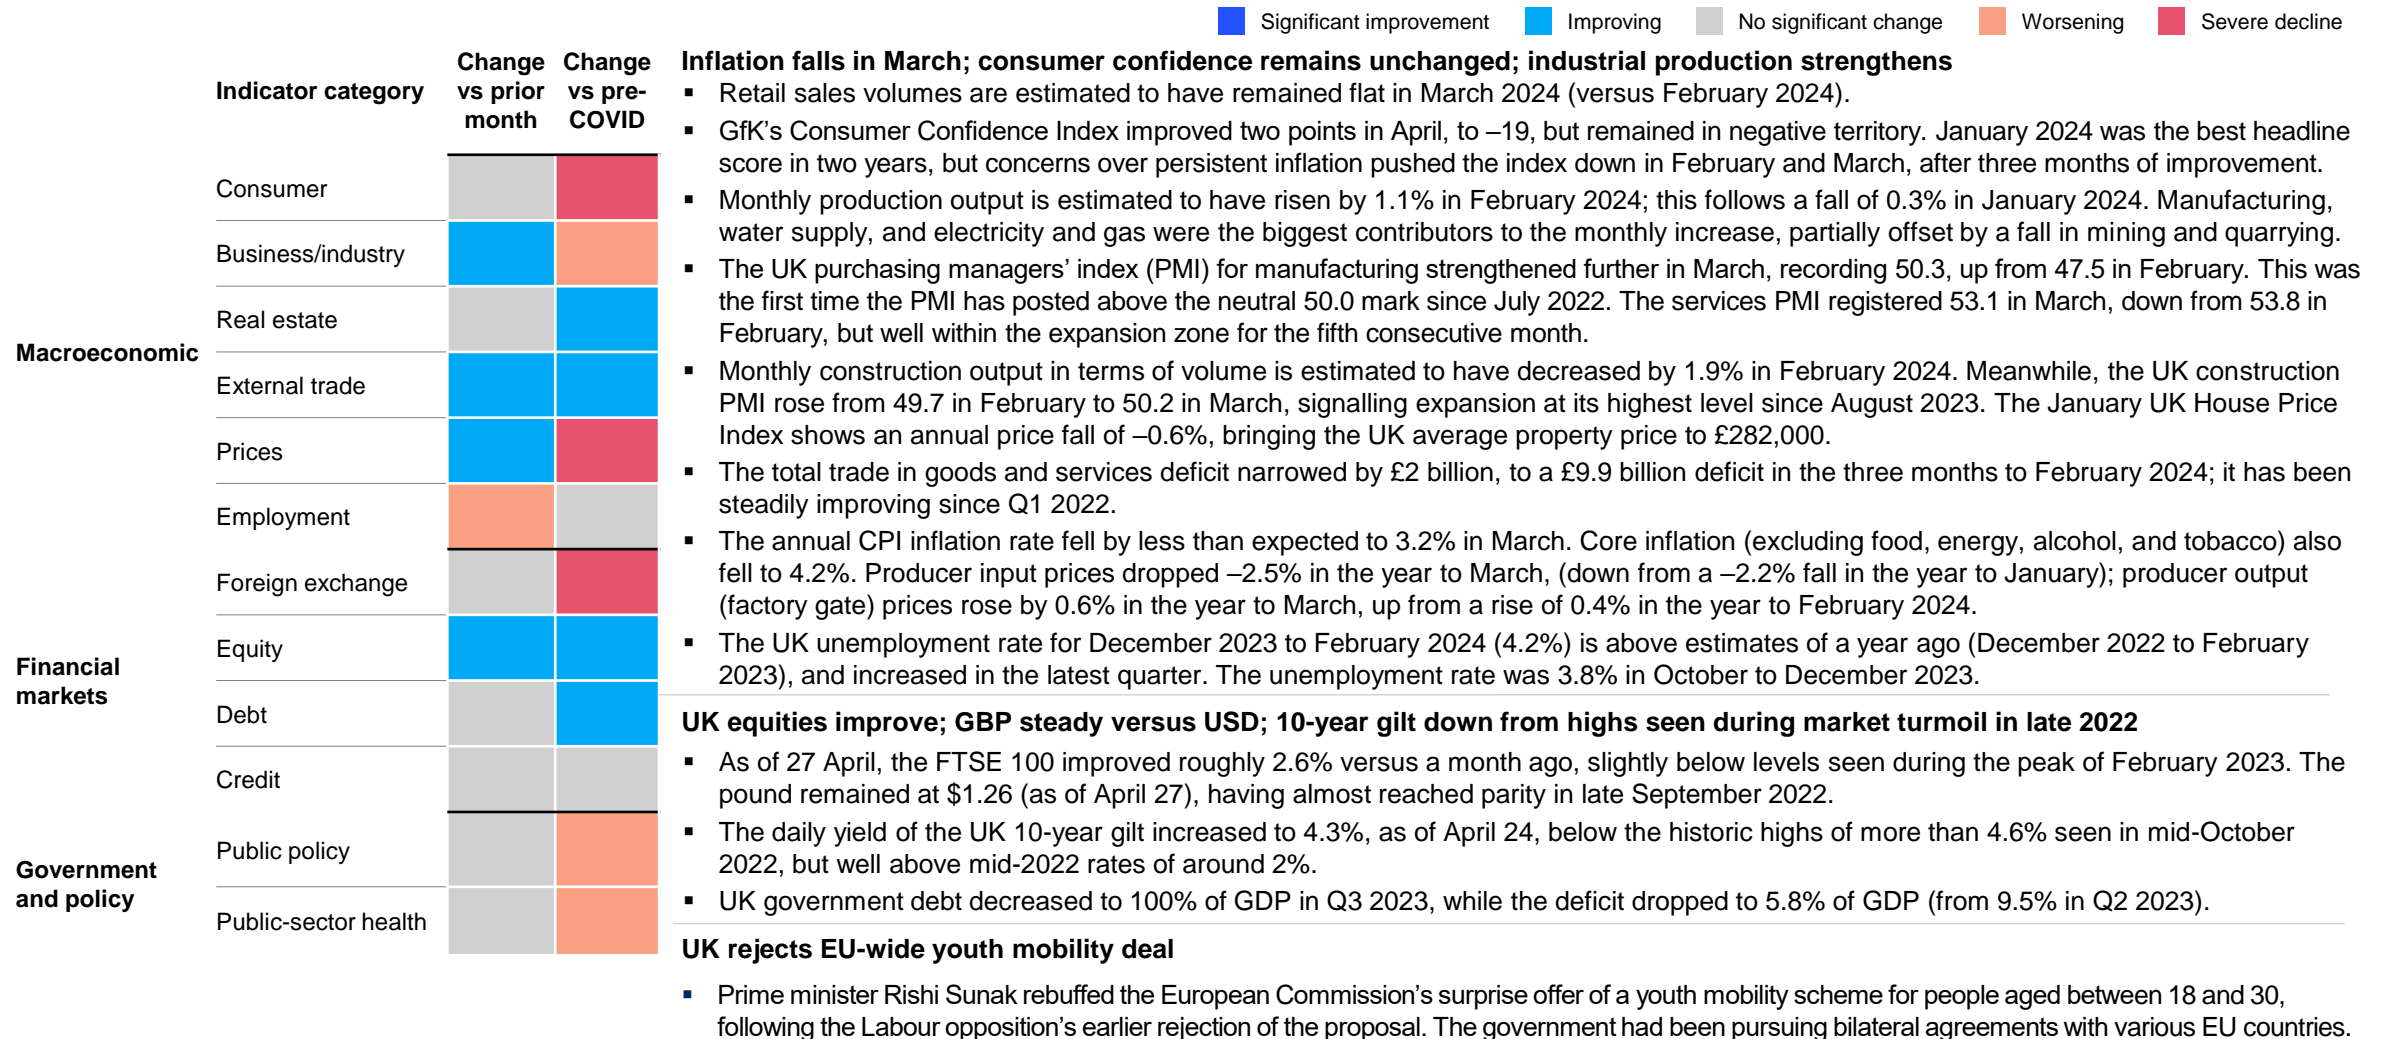 Significant improvement
Improving
No significant change
Worsening
Severe decline
Indicator category
Change
vs prior
month
Change
vs pre-
COVID
Macroeconomic
Consumer
Business/industry
Real estate
External trade
Prices
Employment
Financial
markets
Foreign exchange
Equity
Debt
Credit
Government
and policy
Public policy
Public-sector health
Inflation falls in March; consumer confidence remains unchanged; industrial production strengthens
▪ Retail sales volumes are estimated to have remained flat in March 2024 (versus February 2024).
▪ GfK’s Consumer Confidence Index improved two points in April, to –19, but remained in negative territory. January 2024 was the best headline
score in two years, but concerns over persistent inflation pushed the index down in February and March, after three months of improvement.
▪ Monthly production output is estimated to have risen by 1.1% in February 2024; this follows a fall of 0.3% in January 2024. Manufacturing,
water supply, and electricity and gas were the biggest contributors to the monthly increase, partially offset by a fall in mining and quarrying.
▪ The UK purchasing managers’ index (PMI) for manufacturing strengthened further in March, recording 50.3, up from 47.5 in February. This was
the first time the PMI has posted above the neutral 50.0 mark since July 2022. The services PMI registered 53.1 in March, down from 53.8 in
February, but well within the expansion zone for the fifth consecutive month.
▪ Monthly construction output in terms of volume is estimated to have decreased by 1.9% in February 2024. Meanwhile, the UK construction
PMI rose from 49.7 in February to 50.2 in March, signalling expansion at its highest level since August 2023. The January UK House Price
Index shows an annual price fall of –0.6%, bringing the UK average property price to £282,000.
▪ The total trade in goods and services deficit narrowed by £2 billion, to a £9.9 billion deficit in the three months to February 2024; it has been
steadily improving since Q1 2022.
▪ The annual CPI inflation rate fell by less than expected to 3.2% in March. Core inflation (excluding food, energy, alcohol, and tobacco) also
fell to 4.2%. Producer input prices dropped –2.5% in the year to March, (down from a –2.2% fall in the year to January); producer output
(factory gate) prices rose by 0.6% in the year to March, up from a rise of 0.4% in the year to February 2024.
▪ The UK unemployment rate for December 2023 to February 2024 (4.2%) is above estimates of a year ago (December 2022 to February
2023), and increased in the latest quarter. The unemployment rate was 3.8% in October to December 2023.
UK equities improve; GBP steady versus USD; 10-year gilt down from highs seen during market turmoil in late 2022
▪ As of 27 April, the FTSE 100 improved roughly 2.6% versus a month ago, slightly below levels seen during the peak of February 2023. The
pound remained at $1.26 (as of April 27), having almost reached parity in late September 2022.
▪ The daily yield of the UK 10-year gilt increased to 4.3%, as of April 24, below the historic highs of more than 4.6% seen in mid-October
2022, but well above mid-2022 rates of around 2%.
▪ UK government debt decreased to 100% of GDP in Q3 2023, while the deficit dropped to 5.8% of GDP (from 9.5% in Q2 2023).
UK rejects EU-wide youth mobility deal
▪ Prime minister Rishi Sunak rebuffed the European Commission’s surprise offer of a youth mobility scheme for people aged between 18 and 30,
following the Labour opposition’s earlier rejection of the proposal. The government had been pursuing bilateral agreements with various EU countries.